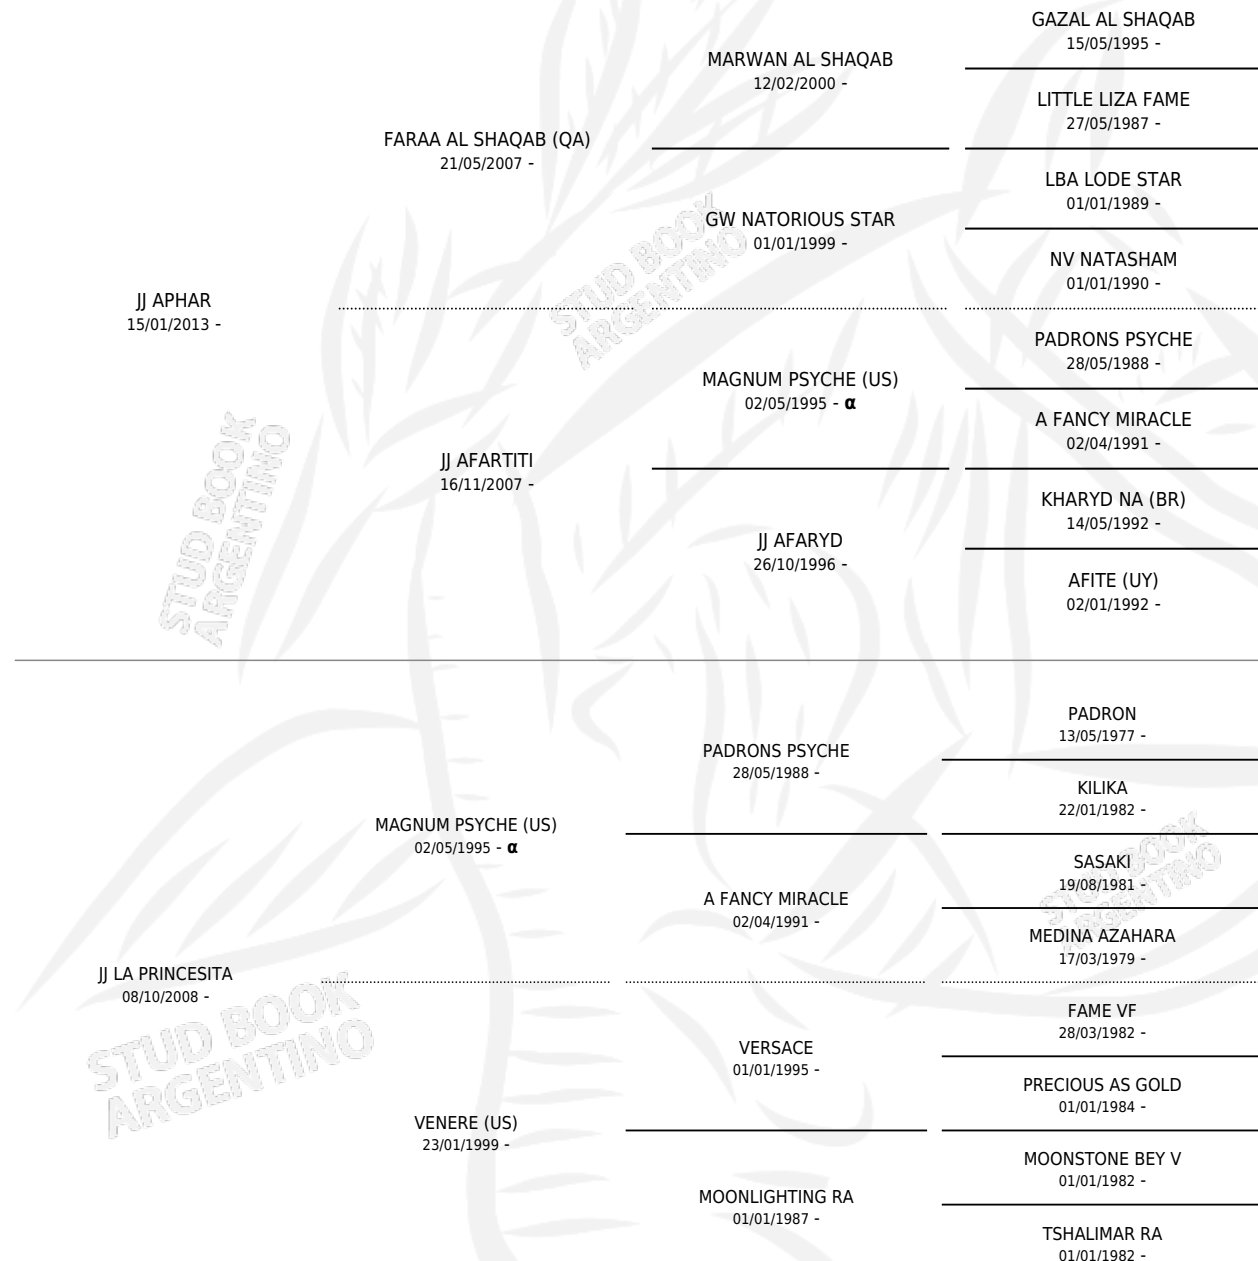 GAZAL AL SHAQAB
15/05/1995 -
MARWAN AL SHAQAB
12/02/2000 -
LITTLE LIZA FAME
27/05/1987 -
FARAA AL SHAQAB (QA)
21/05/2007 -
LBA LODE STAR
01/01/1989 -
GW NATORIOUS STAR
01/01/1999 -
NV NATASHAM
01/01/1990 -
JJ APHAR
15/01/2013 -
STUD BOOK
ARGENTINO
PADRONS PSYCHE
28/05/1988 -
MAGNUM PSYCHE (US)
02/05/1995 - α
A FANCY MIRACLE
02/04/1991 -
JJ AFARTITI
16/11/2007 -
KHARYD NA (BR)
14/05/1992 -
JJ AFARYD
26/10/1996 -
AFITE (UY)
02/01/1992 -
STUD BOOK
ARGENTINO
PADRON
13/05/1977 -
PADRONS PSYCHE
28/05/1988 -
KILIKA
22/01/1982 -
MAGNUM PSYCHE (US)
02/05/1995 - α
SASAKI
19/08/1981 -
STUD BOOK
ARGENTINO
A FANCY MIRACLE
02/04/1991 -
MEDINA AZAHARA
17/03/1979 -
JJ LA PRINCESITA
08/10/2008 -
STUD BOOK
ARGENTINO
FAME VF
28/03/1982 -
VERSACE
01/01/1995 -
PRECIOUS AS GOLD
01/01/1984 -
VENERE (US)
23/01/1999 -
MOONSTONE BEY V
01/01/1982 -
MOONLIGHTING RA
01/01/1987 -
TSHALIMAR RA
01/01/1982 -